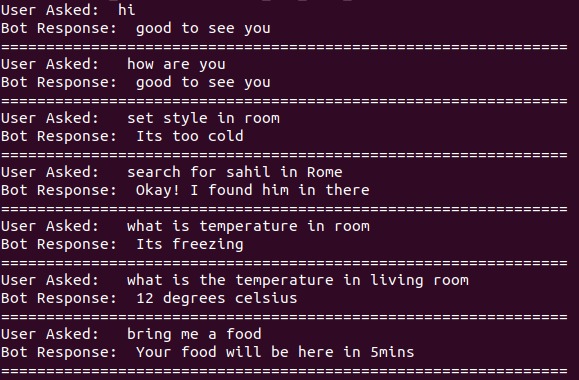 User Asked:  hi
Bot Response:  good to see you
===============================================================
User Asked:   how are you
Bot Response:  good to see you
===============================================================
User Asked:   set style in room
Bot Response:  Its too cold
===============================================================
User Asked:   search for sahil in Rome
Bot Response:  Okay! I found him in there
===============================================================
User Asked:   what is temperature in room
Bot Response:  Its freezing
===============================================================
User Asked:   what is the temperature in living room
Bot Response:  12 degrees celsius
===============================================================
User Asked:   bring me a food
Bot Response:  Your food will be here in 5mins
===============================================================